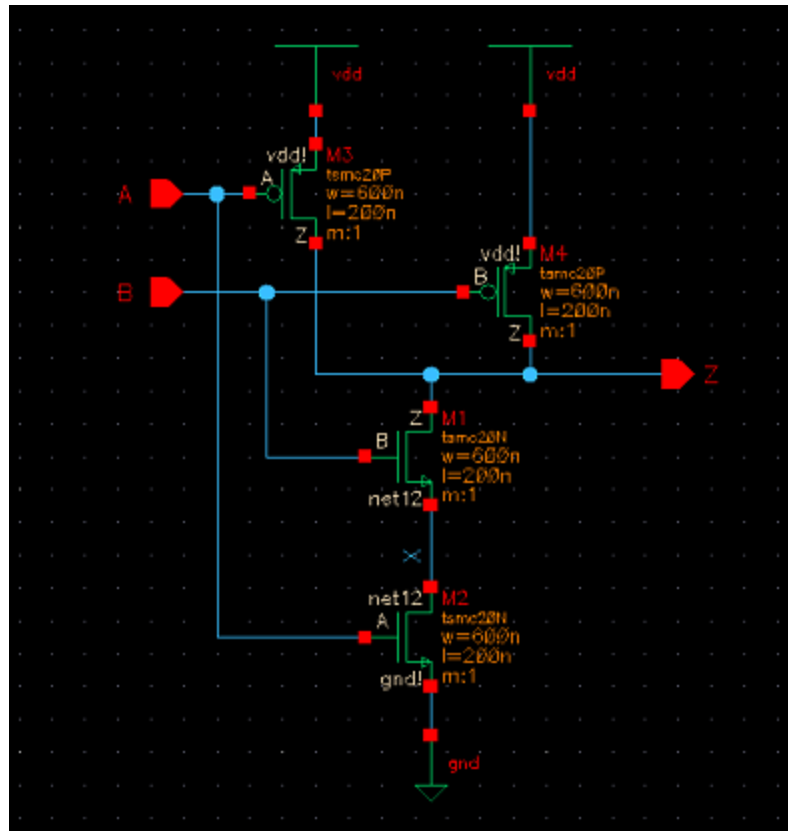 vdd
vdd
vdd!
M3
A
A
tsmc20P
w=600n
l=200n
Z
m:1
vdd!
M4
B
B
tsmc20P
w=600n
l=200n
Z
m:1
Z
Z
M1
B
tsmc20N
w=600n
l=200n
net12
m:1
X
net12
M2
A
tsmc20N
w=600n
l=200n
gnd!
m:1
gnd